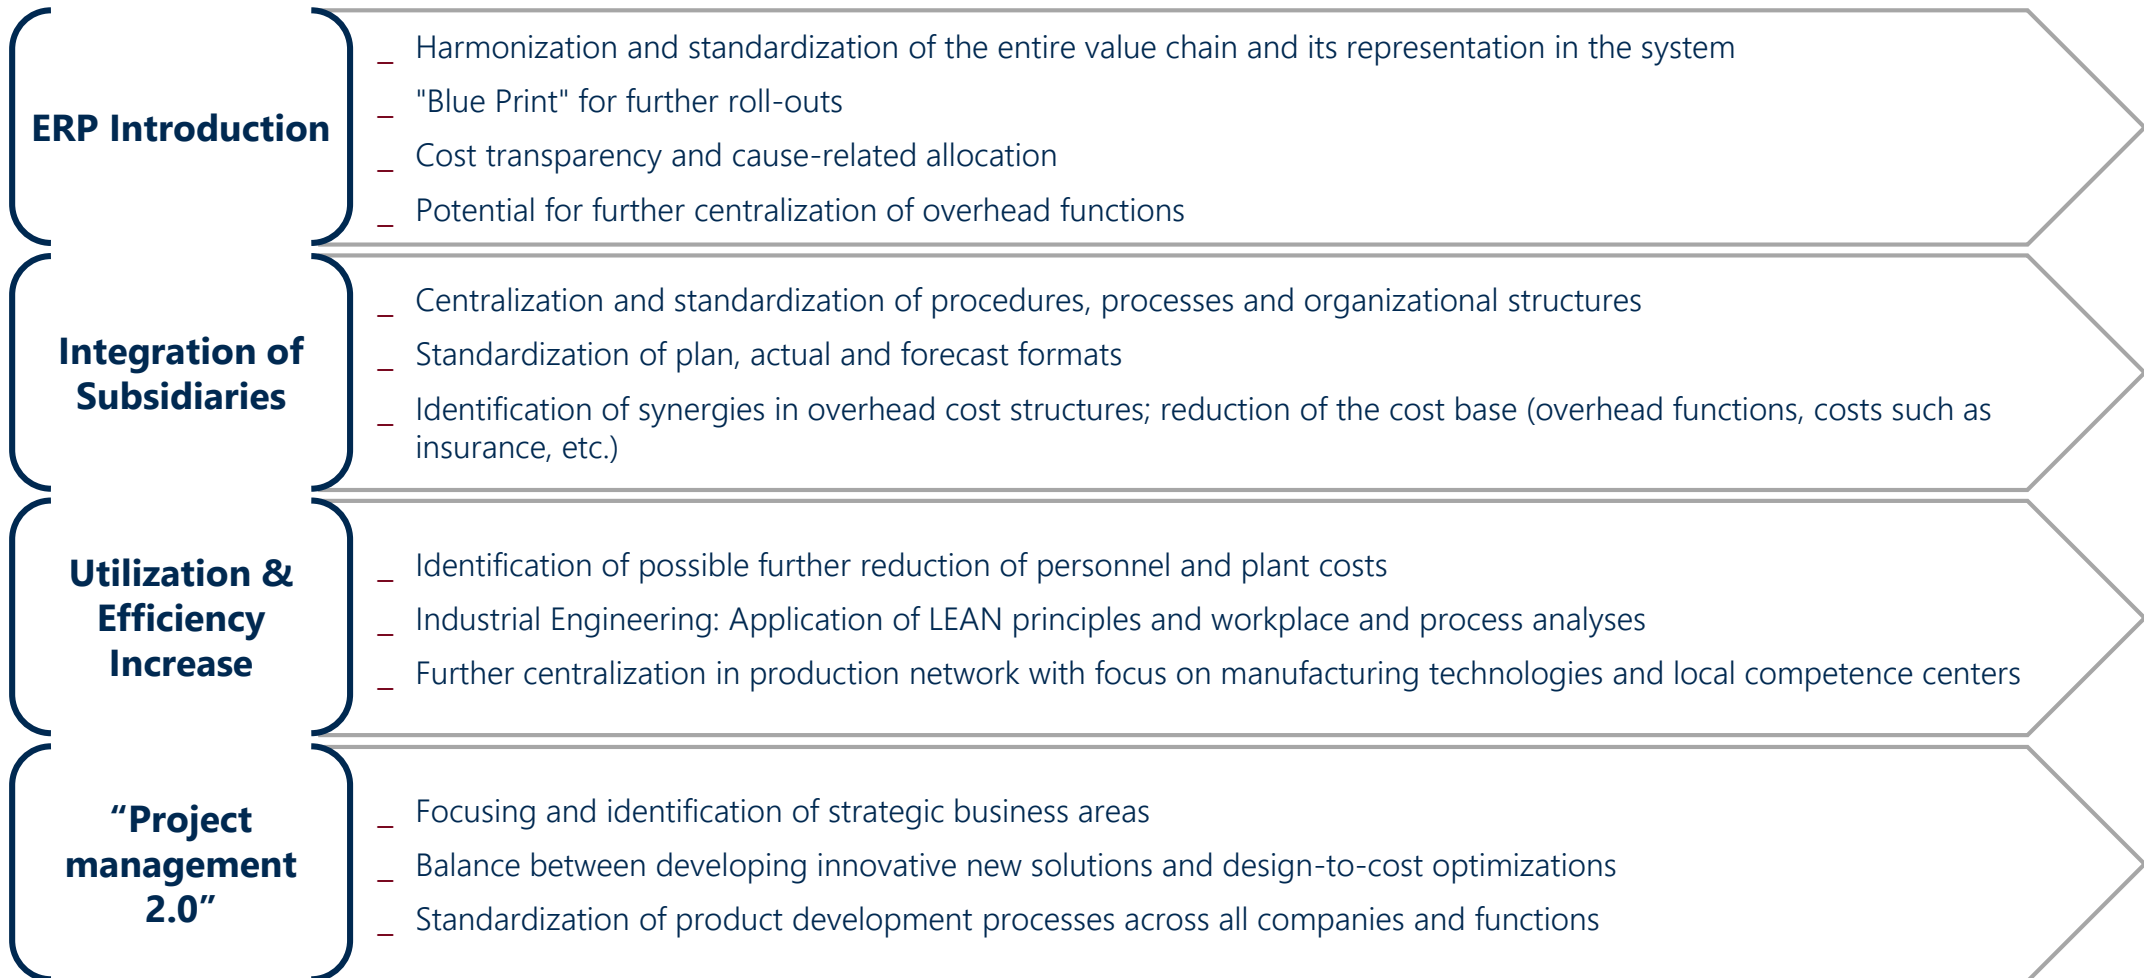 ERP Introduction
_ Harmonization and standardization of the entire value chain and its representation in the system
_ "Blue Print" for further roll-outs
_ Cost transparency and cause-related allocation
_ Potential for further centralization of overhead functions
Integration of
Subsidiaries
_ Centralization and standardization of procedures, processes and organizational structures
_ Standardization of plan, actual and forecast formats
_ Identification of synergies in overhead cost structures; reduction of the cost base (overhead functions, costs such as
insurance, etc.)
Utilization &
Efficiency
Increase
_ Identification of possible further reduction of personnel and plant costs
_ Industrial Engineering: Application of LEAN principles and workplace and process analyses
_ Further centralization in production network with focus on manufacturing technologies and local competence centers
“Project
management
2.0”
_ Focusing and identification of strategic business areas
_ Balance between developing innovative new solutions and design-to-cost optimizations
_ Standardization of product development processes across all companies and functions